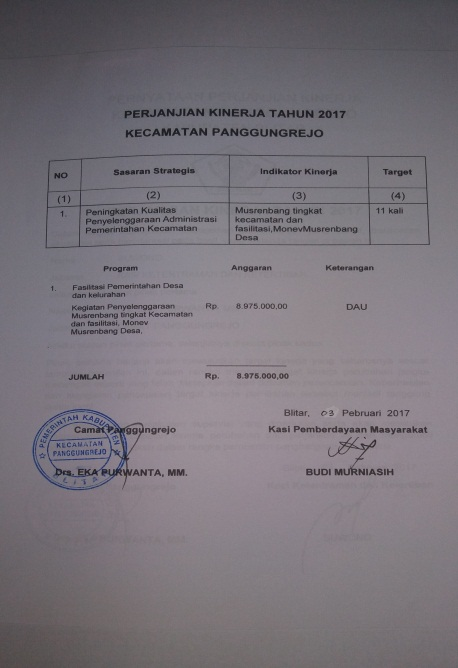 PERJANJIAN KINERJA TAHUN 2017
KECAMATAN PANGGUNGREJO
NO Sasaran Strategis Indikator Kinerja Target
(1) (2) (3) (4)
1. Peningkatan Kualitas Penyelenggaraan Administrasi Pemerintahan Kecamatan Musrenbang tingkat kecamatan dan fasilitasi,MonevMusrenbang Desa 11 kali
Program Anggaran Keterangan
1. Fasilitasi Pemerintahan Desa
dan kelurahan
Kegiatan Penyelenggaraan Rp. 8.975.000,00 DAU
Musrenbang tingkat Kecamatan
dan fasilitasi, Monev
Musrenbang Desa.
JUMLAH Rp. 8.975.000,00
Blitar, 03 Pebruari 2017
Camat Panggungrejo Kasi Pemberdayaan Masyarakat
PEMERINTAH KABUPATEN
KECAMATAN
PANGGUNGREJO
BLITAR
Drs. EKA PURWANTA, MM. BUDI MURNIASIH